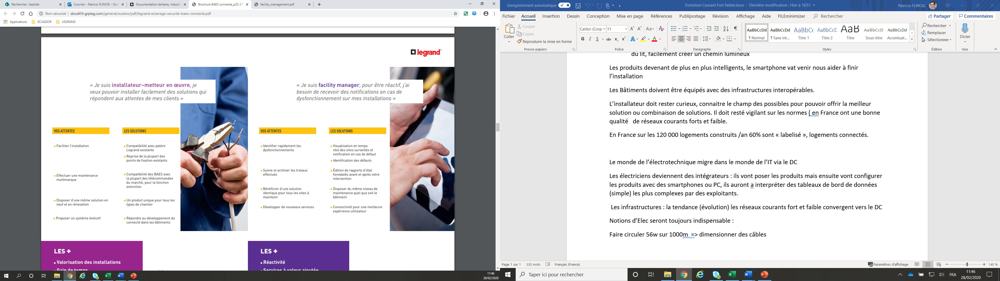 Rechercher : bastide
Courrier - Patricio FLINOIS - Outl
Documentation tertiaire, industri
Brochure BAES connecte_p22-37
facility_management.pdf
Non sécurisé | docdif.fr.grpleg.com/general/ouidoo/pdf/legrand-eclairage-securite-baes-connecte.pdf
Applications ECUADOR LEGRAND
legrand
« Je suis installateur–metteur en œuvre, je
veux pouvoir installer facilement des solutions qui
répondent aux attentes de mes clients »
VOS ATTENTES
LES SOLUTIONS
Faciliter l'installation
Compatibilité avec patère
Legrand existante
Reprise de la plupart des
points de fixation existants
Effectuer une maintenance
multimarque
Compatibilité des BAES avec
la plupart des télécommandes
du marché, pour la fonction
extinction
Disposer d'une même solution en
neuf et en rénovation
Un produit unique pour tous les
types de chantier
Proposer un système évolutif
Répondre au développement du
connecté dans les bâtiments
LES +
• Valorisation des installations
• Gain de temps
« Je suis facility manager, pour être réactif, j'ai
besoin de recevoir des notifications en cas de
dysfonctionnement sur mes installations »
VOS ATTENTES
LES SOLUTIONS
Identifier rapidement les
dysfonctionnements
Visualisation en temps
réel des sites surveillés et
notification en cas de défaut
Identification des défauts
Suivre et archiver les travaux
effectués
Édition de rapports d'état
horodatés avant et après votre
intervention
Bénéficier d'une solution
identique pour tous les sites à
maintenir
Disposer du même niveau de
maintenance quel que soit le
bâtiment
Développer de nouveaux services
Connectivité pour une meilleure
expérience utilisateur
LES +
• Réactivité
• Services à valeur ajoutée
11:46
28/02/2020
Enregistrement automatique
Evolution Courant Fort Faible.docx - Dernière modification : Hier à 16:51
Patricio FLINOIS
Fichier Accueil Insertion Dessin Conception Mise en page Références Publipostage Révision Affichage Aide FILEminimizer Rechercher
Partager
Commentaires
Coller
Couper
Copier
Reproduire la mise en forme
Presse-papiers
Calibri (Corp 11
G I S ab x₂ x²
Police
Paragraphe
AaBbCcDd AaBbCcDd AaBbC AaBbCcD AaB AaBbCcD AaBbCcDd
¶ Normal ¶ Sans int... Titre 1 Titre 2 Titre Sous-titre Accentuat...
Styles
Rechercher
Remplacer
Sélectionner
Édition
Dicter
Voix
du lit, facilement créer un chemin lumineux
Les produits devenant de plus en plus intelligents, le smartphone vat venir nous aider à finir
l'installation
Les Bâtiments doivent être équipés avec des infrastructures interopérables.
L'installateur doit rester curieux, connaitre le champ des possibles pour pouvoir offrir la meilleur
solution ou combinaison de solutions. Il doit resté vigilant sur les normes ( en France ont une bonne
qualité de réseaux courants forts et faible.
En France sur les 120 000 logements construits /an 60% sont « labelisé », logements connectés.
Le monde de l'électrotechnique migre dans le monde de l'IT via le DC
Les électriciens deviennent des intégrateurs : ils vont poser les produits mais ensuite vont configurer
les produits avec des smartphones ou PC, ils auront a interpréter des tableaux de bord de données
(simple) les plus complexes par des exploitants.
Les infrastructures : la tendance (évolution) les réseaux courants fort et faible convergent vers le DC
Notions d'Elec seront toujours indispensable :
Faire circuler 56w sur 1000m => dimensionner des câbles
Page 1 sur 1 330 mots Français (France)
Paramètres d'affichage
140 %
Taper ici pour rechercher
FRA
11:46
28/02/2020